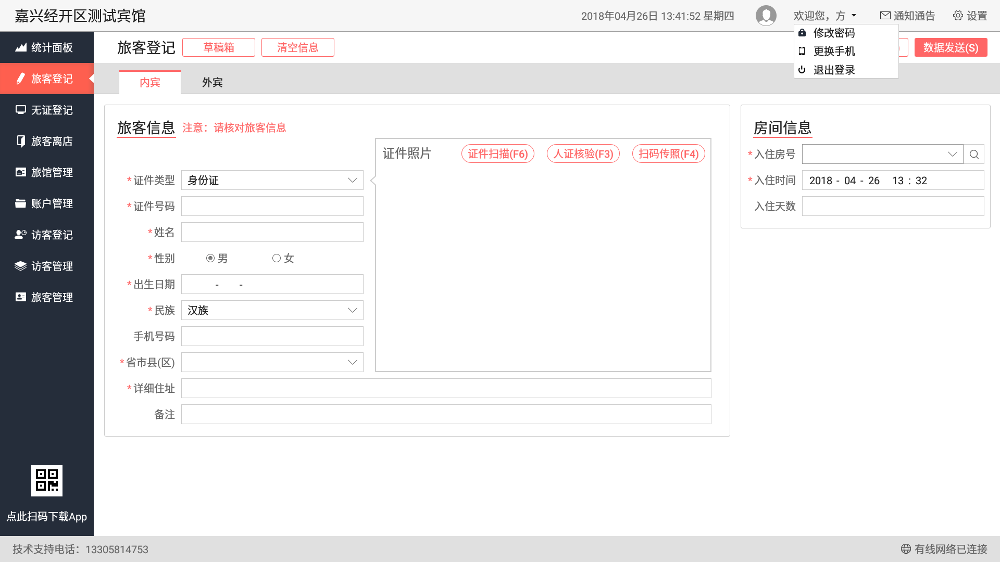 嘉兴经开区测试宾馆
2018年04月26日 13:41:52 星期四
欢迎您，方
通知通告
设置
修改密码
更换手机
退出登录
统计面板
旅客登记
无证登记
旅客离店
旅馆管理
账户管理
访客登记
访客管理
旅客管理
点此扫码下载App
旅客登记
草稿箱
清空信息
数据发送(S)
内宾
外宾
旅客信息
注意：请核对旅客信息
*证件类型 身份证
*证件号码
*姓名
*性别 男 女
*出生日期 - -
*民族 汉族
手机号码
*省市县(区)
*详细住址
备注
证件照片
证件扫描(F6)
人证核验(F3)
扫码传照(F4)
房间信息
*入住房号
*入住时间 2018 - 04 - 26 13 : 32
入住天数
技术支持电话：13305814753
有线网络已连接